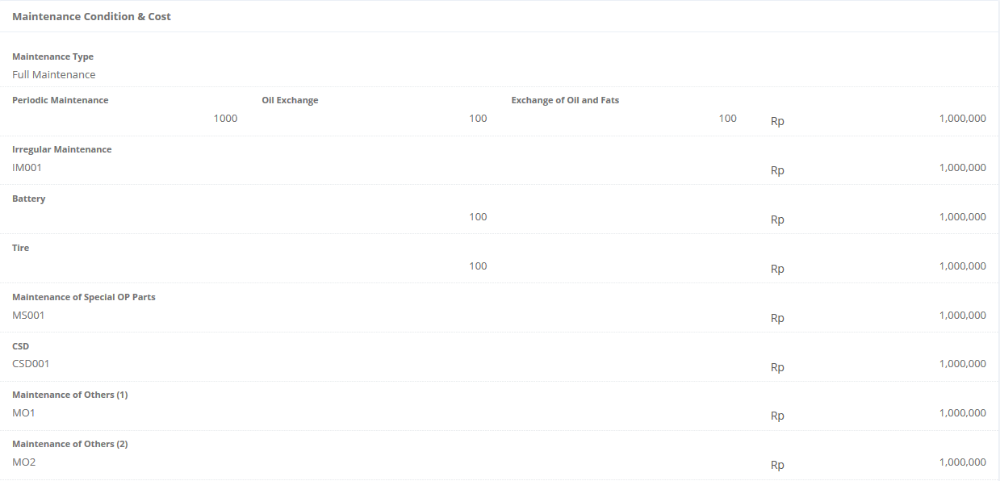 Maintenance Condition & Cost
Maintenance Type
Full Maintenance
Periodic Maintenance Oil Exchange Exchange of Oil and Fats
1000 100 100 Rp 1,000,000
Irregular Maintenance
IM001 Rp 1,000,000
Battery
100 Rp 1,000,000
Tire
100 Rp 1,000,000
Maintenance of Special OP Parts
MS001 Rp 1,000,000
CSD
CSD001 Rp 1,000,000
Maintenance of Others (1)
MO1 Rp 1,000,000
Maintenance of Others (2)
MO2 Rp 1,000,000